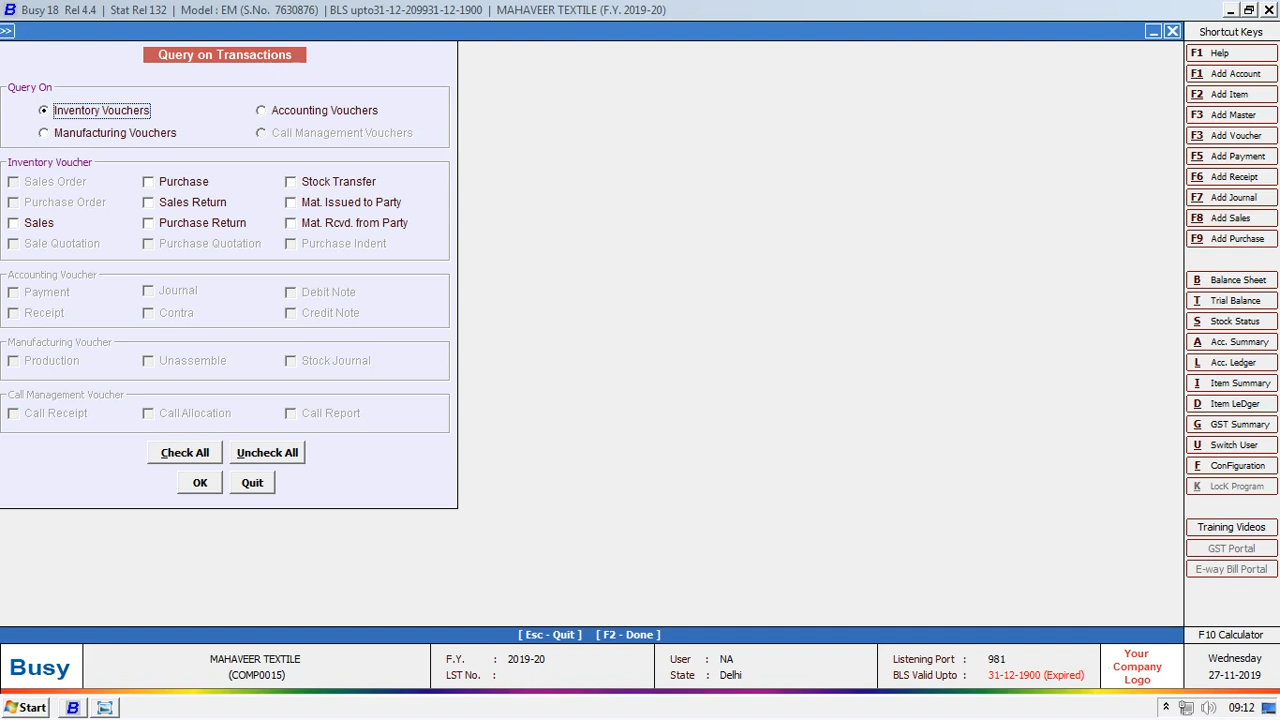 Busy 18 Rel 4.4 | Stat Rel 132 | Model : EM (S.No. 7630876) | BLS upto31-12-209931-12-1900 | MAHAVEER TEXTILE (F.Y. 2019-20)
>>
Shortcut Keys
Query on Transactions
Query On
Inventory Vouchers Accounting Vouchers
Manufacturing Vouchers Call Management Vouchers
Inventory Voucher
Sales Order Purchase Stock Transfer
Purchase Order Sales Return Mat. Issued to Party
Sales Purchase Return Mat. Rcvd. from Party
Sale Quotation Purchase Quotation Purchase Indent
Accounting Voucher
Payment Journal Debit Note
Receipt Contra Credit Note
Manufacturing Voucher
Production Unassemble Stock Journal
Call Management Voucher
Call Receipt Call Allocation Call Report
Check All Uncheck All
OK Quit
F1 Help
F1 Add Account
F2 Add Item
F3 Add Master
F3 Add Voucher
F5 Add Payment
F6 Add Receipt
F7 Add Journal
F8 Add Sales
F9 Add Purchase
B Balance Sheet
T Trial Balance
S Stock Status
A Acc. Summary
L Acc. Ledger
I Item Summary
D Item LeDger
G GST Summary
U Switch User
F ConFiguration
K LocK Program
Training Videos
GST Portal
E-way Bill Portal
[ Esc - Quit ] [ F2 - Done ]
F10 Calculator
Busy
MAHAVEER TEXTILE
(COMP0015)
F.Y. : 2019-20
LST No. :
User : NA
State : Delhi
Listening Port : 981
BLS Valid Upto : 31-12-1900 (Expired)
Your
Company
Logo
Wednesday
27-11-2019
Start
09:12